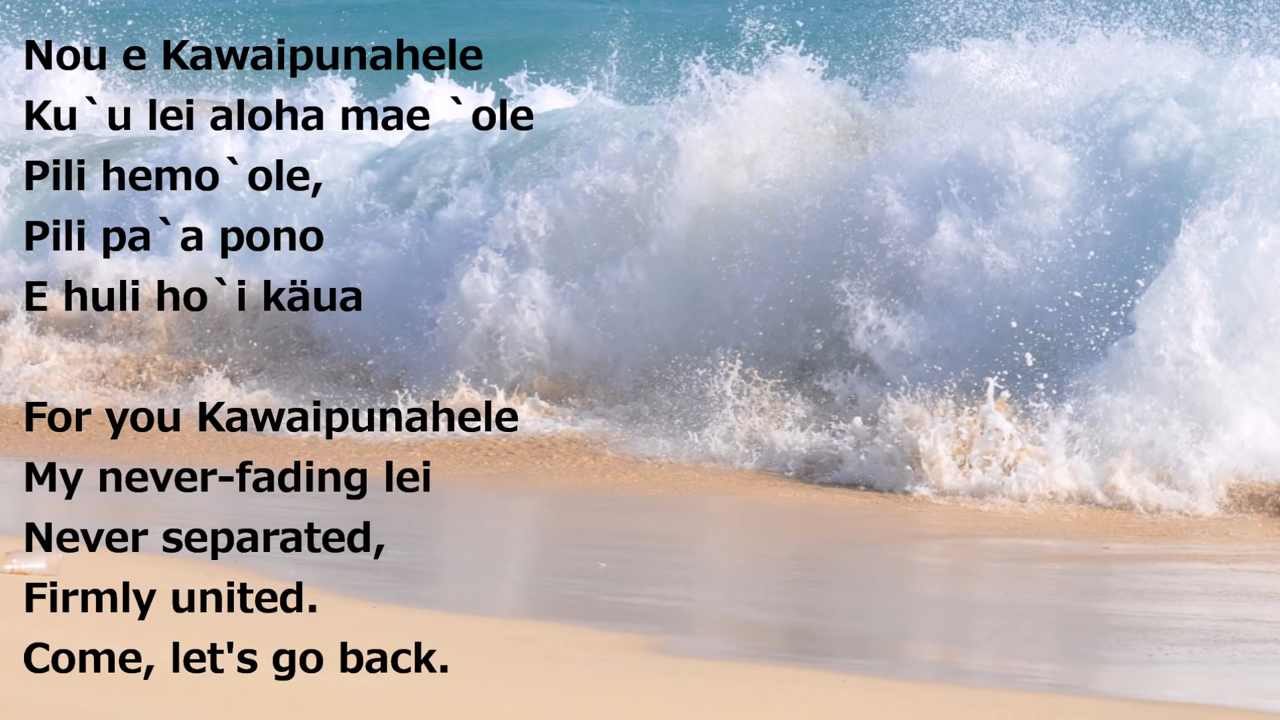 Nou e Kawaipunahele
Ku`u lei aloha mae `ole
Pili hemo`ole,
Pili pa`a pono
E huli ho`i käua
For you Kawaipunahele
My never-fading lei
Never separated,
Firmly united.
Come, let's go back.